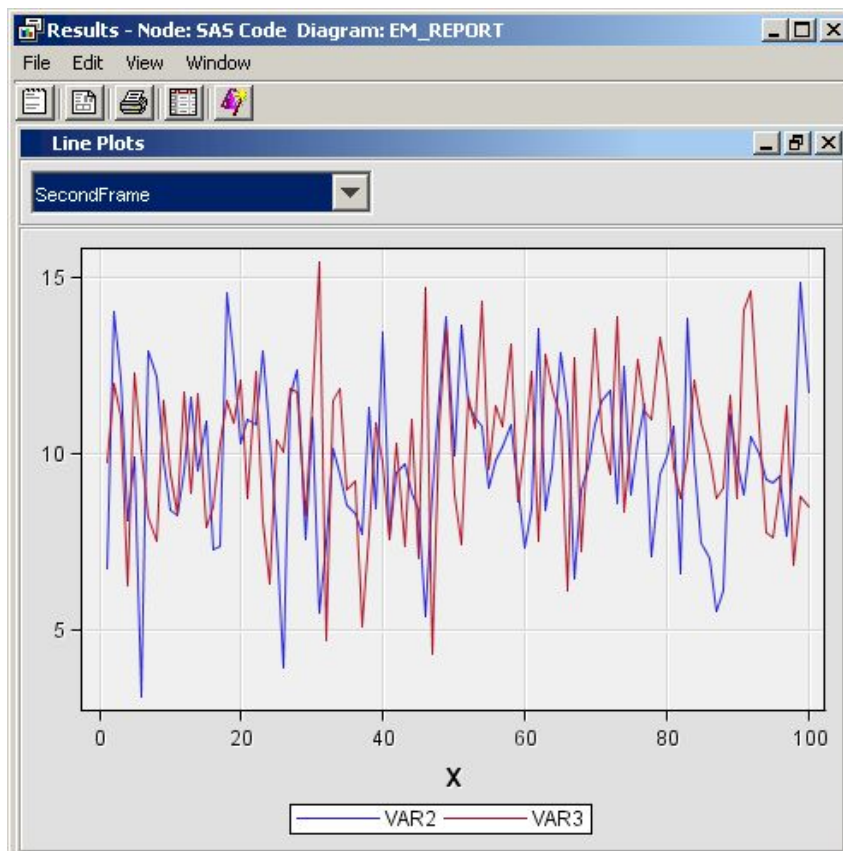 Results - Node: SAS Code Diagram: EM_REPORT
File Edit View Window
Line Plots
SecondFrame
15
10
5
0 20 40 60 80 100
X
VAR2 VAR3